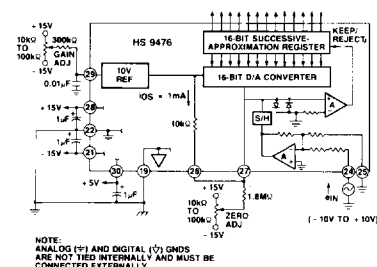 + 15V
10kΩ
TO
100kΩ
- 15V
300kΩ
GAIN
ADJ
0.01μF
29
HS 9476
10V
REF
16-BIT SUCCESSIVE-
APPROXIMATION REGISTER
KEEP/
REJECT
16-BIT D/A CONVERTER
IOS = 1mA
10kΩ
S/H
A
A
+ 15V
1μF
28
22
1μF
- 15V
21
30
19
26
27
24
25
+ 5V
1μF
+ 15V
10kΩ
TO
100kΩ
- 15V
1.8MΩ
ZERO
ADJ
eIN
( - 10V TO + 10V)
NOTE:
ANALOG (⏚) AND DIGITAL (▽) GNDS
ARE NOT TIED INTERNALLY AND MUST BE
CONNECTED EXTERNALLY